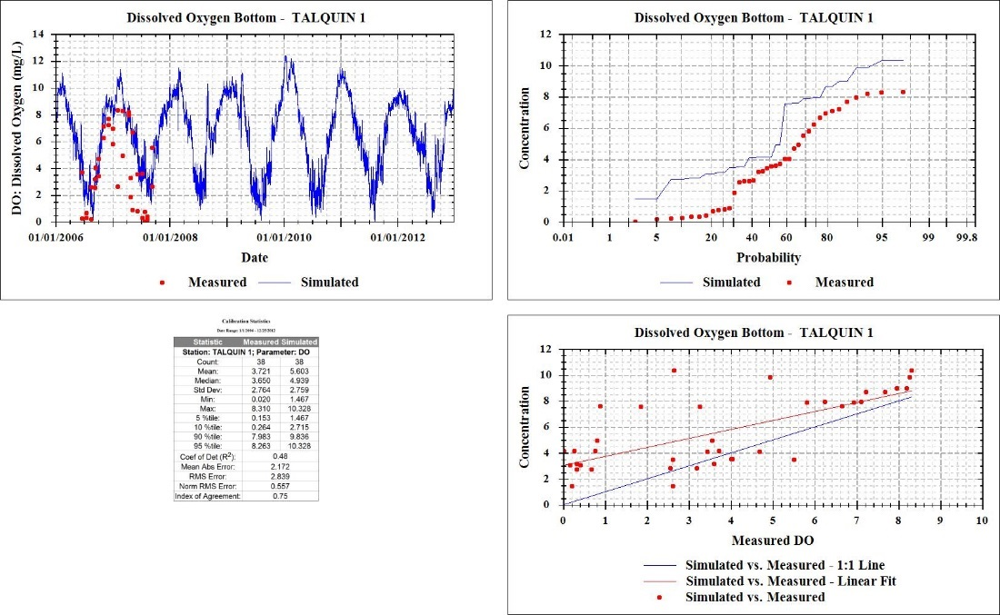 Dissolved Oxygen Bottom - TALQUIN 1
DO: Dissolved Oxygen (mg/L)
14
12
10
8
6
4
2
0
01/01/2006 01/01/2008 01/01/2010 01/01/2012
Date
Measured Simulated
Dissolved Oxygen Bottom - TALQUIN 1
Concentration
12
10
8
6
4
2
0
0.01 1 5 20 40 60 80 95 99 99.8
Probability
Simulated Measured
Calibration Statistics
Statistic Measured Simulated
Station: TALQUIN 1; Parameter: DO
Count: 38 38
Mean: 3.721 5.603
Median: 3.650 4.939
Std Dev: 2.764 2.759
Min: 0.020 1.467
Max: 8.310 10.328
5 %tile: 0.153 1.467
10 %tile: 0.264 2.715
90 %tile: 7.983 9.836
95 %tile: 8.263 10.328
Coef of Det (R²): 0.48
Mean Abs Error: 2.172
RMS Error: 2.839
Norm RMS Error: 0.557
Index of Agreement: 0.75
Dissolved Oxygen Bottom - TALQUIN 1
Concentration
12
10
8
6
4
2
0
0 1 2 3 4 5 6 7 8 9 10
Measured DO
Simulated vs. Measured - 1:1 Line
Simulated vs. Measured - Linear Fit
Simulated vs. Measured